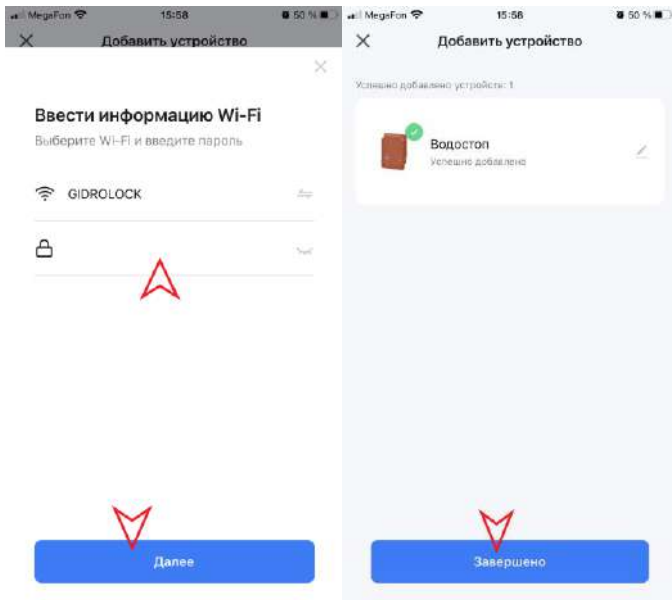 MegaFon 15:58 50 %
Добавить устройство
Ввести информацию Wi-Fi
Выберите Wi-Fi и введите пароль
GIDROLOCK
Далее
MegaFon 15:58 50 %
Добавить устройство
Успешно добавлено устройств: 1
Водостоп
Успешно добавлено
Завершено